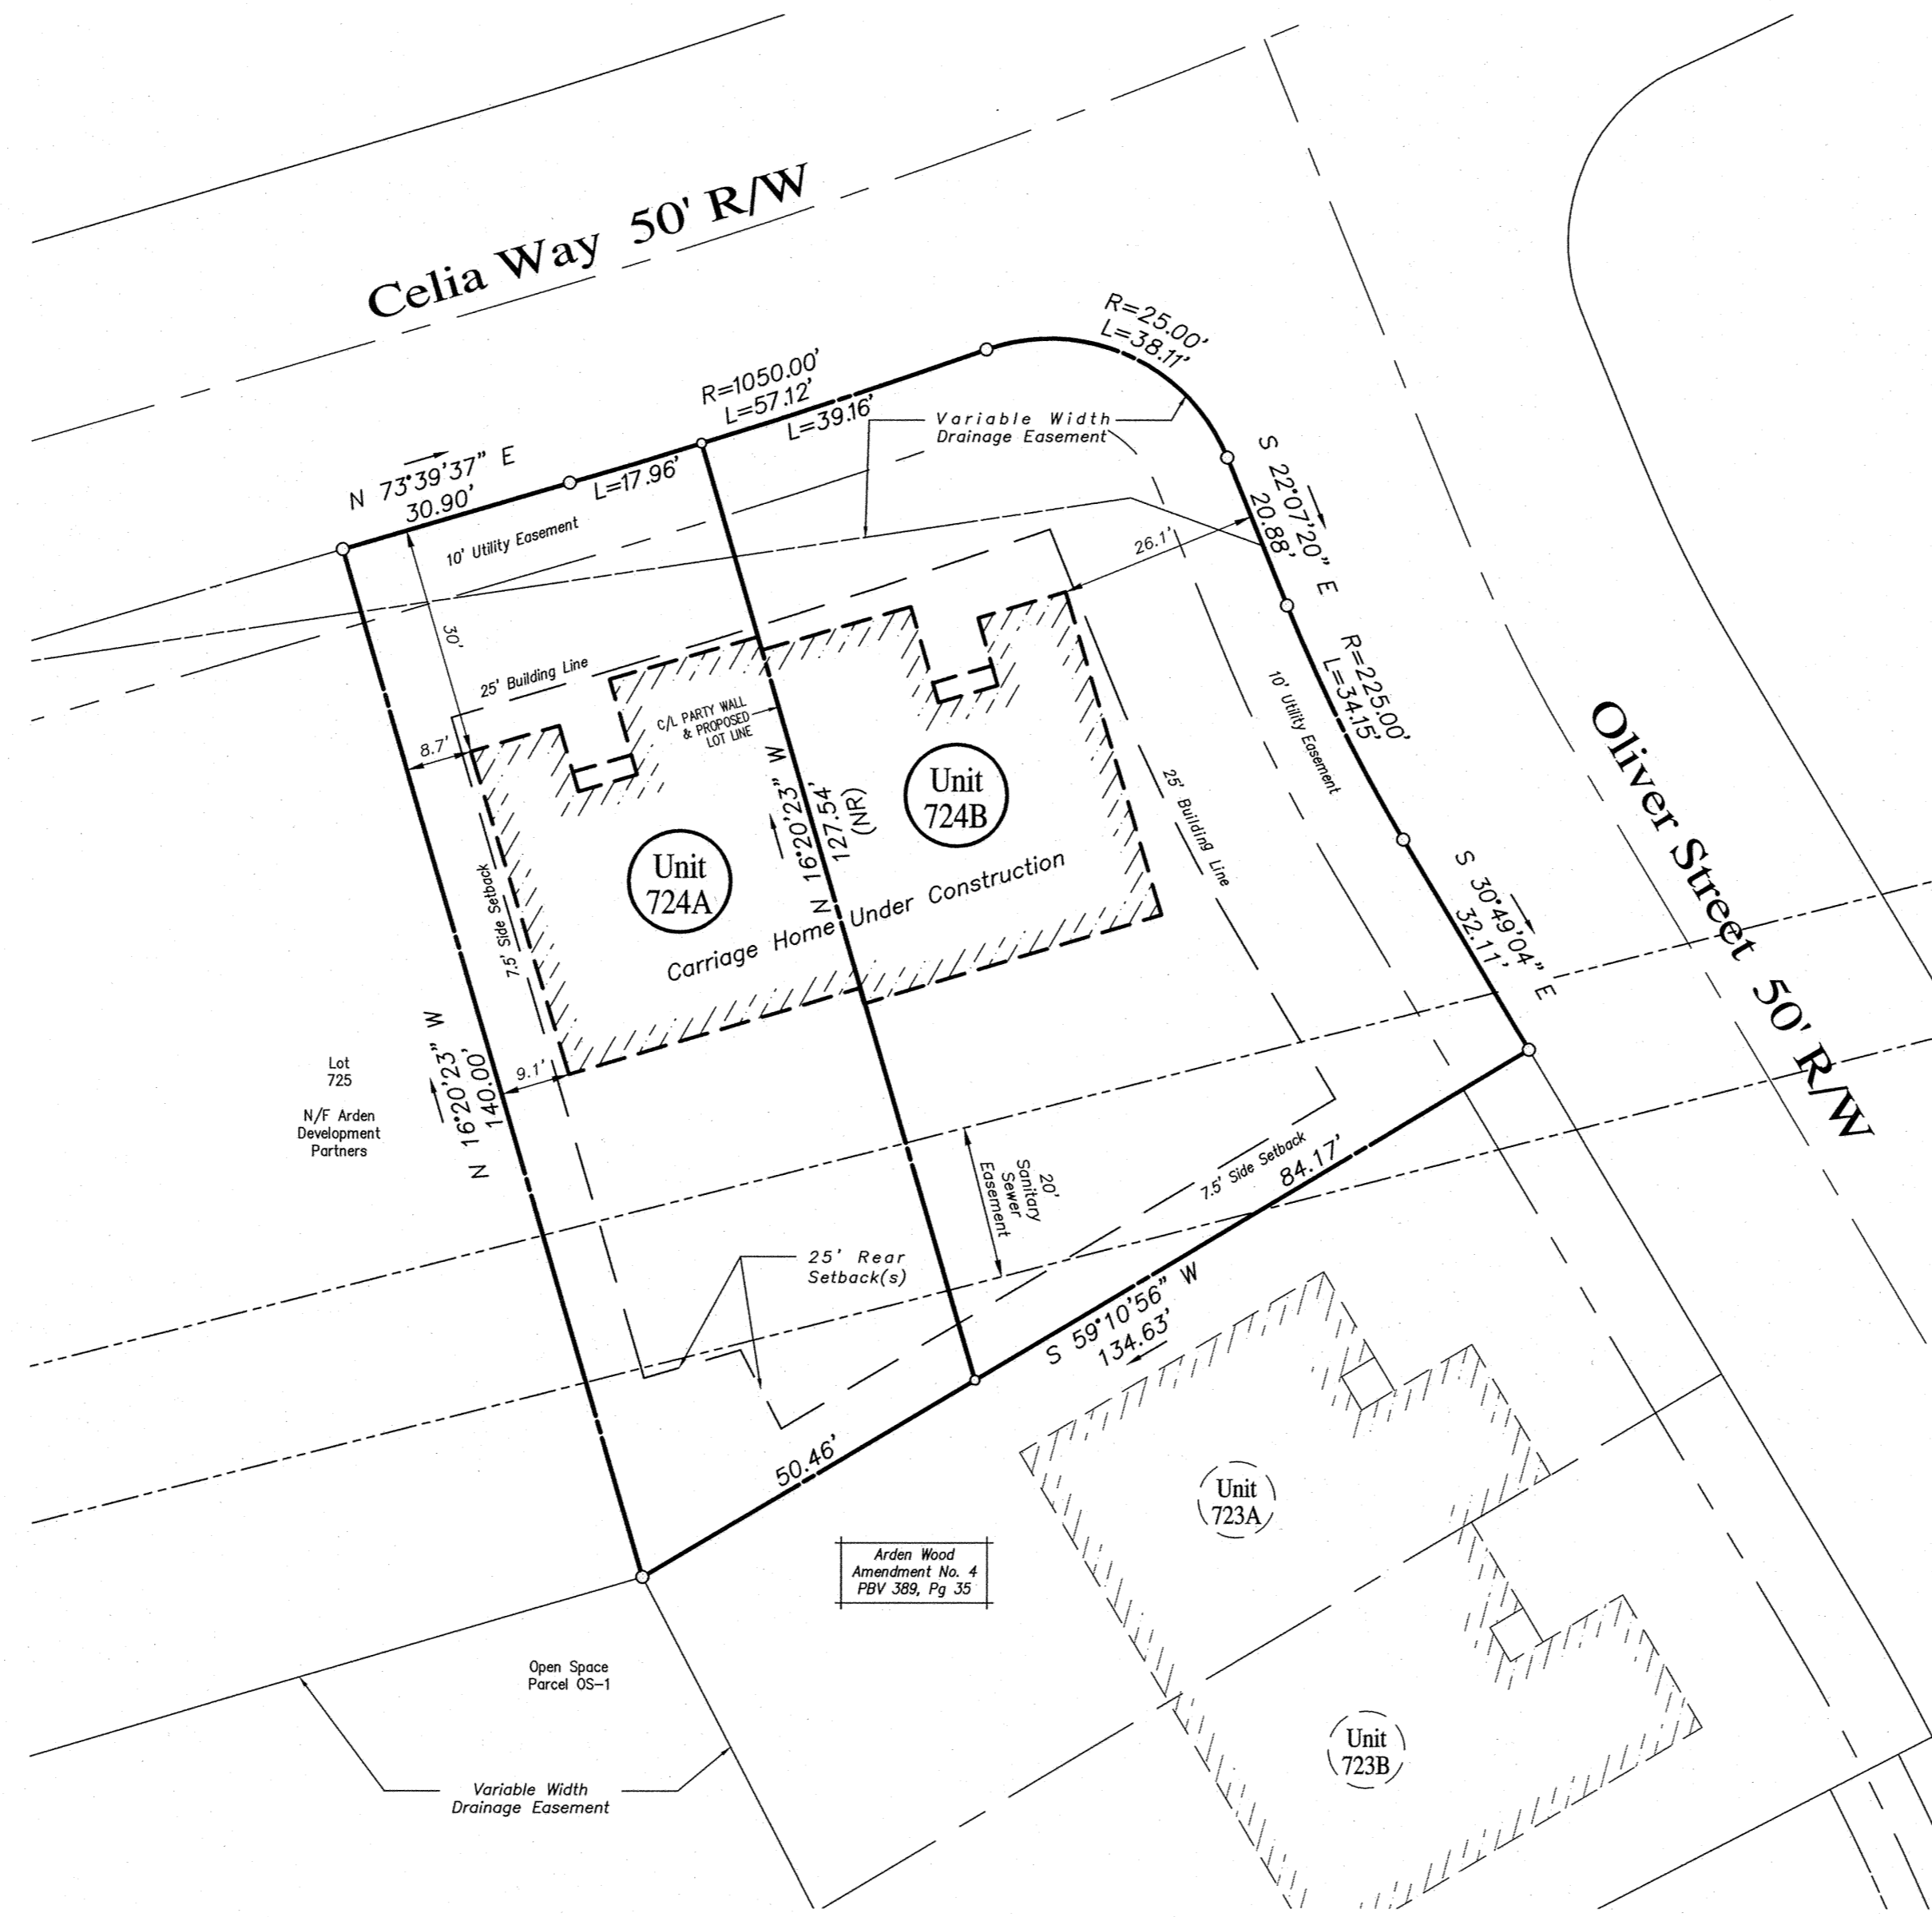 Celia Way 50' R/W
R=25.00'
L=38.11'
R=1050.00'
L=57.12'
L=39.16'
Variable Width
Drainage Easement
N 73°39'37" E
30.90'
L=17.96'
10' Utility Easement
S 22°07'20" E
20.88'
26.1'
30'
25' Building Line
8.7'
C/L PARTY WALL
& PROPOSED
LOT LINE
R=225.00'
L=34.15'
10' Utility Easement
Oliver Street 50' R/W
Unit
724B
Unit
724A
N 16°20'23" W
127.54'
(NR)
25' Building Line
Carriage Home Under Construction
7.5' Side Setback
S 30°49'04" E
32.11'
9.1'
N 16°20'23" W
140.00'
Lot
725
N/F Arden
Development
Partners
20'
Sanitary
Sewer
Easement
7.5' Side Setback
84.17'
25' Rear
Setback(s)
S 59°10'56" W
134.63'
50.46'
Unit
723A
Arden Wood
Amendment No. 4
PBV 389, Pg 35
Open Space
Parcel OS-1
Unit
723B
Variable Width
Drainage Easement